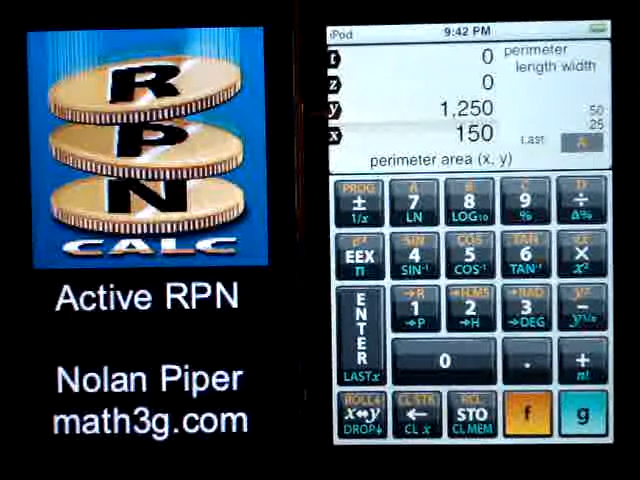 R
P
N
CALC
Active RPN
Nolan Piper
math3g.com
iPod 9:42 PM
t 0 perimeter
z 0 length width
y 1,250 50
x 150 Last 25
perimeter area (x, y)
PROG A B C D
± 7 8 9 ÷
1/x LN LOG10 % Δ%
SIN COS TAN
EEX 4 5 6 ×
π SIN⁻¹ COS⁻¹ TAN⁻¹ x²
→R →H.MS →RAD
ENTER 1 2 3 −
→P →H →DEG
LASTx 0 . +
n!
ROLL↓ CL STK RCL
x↔y ← STO f g
DROP↓ CL x CL MEM